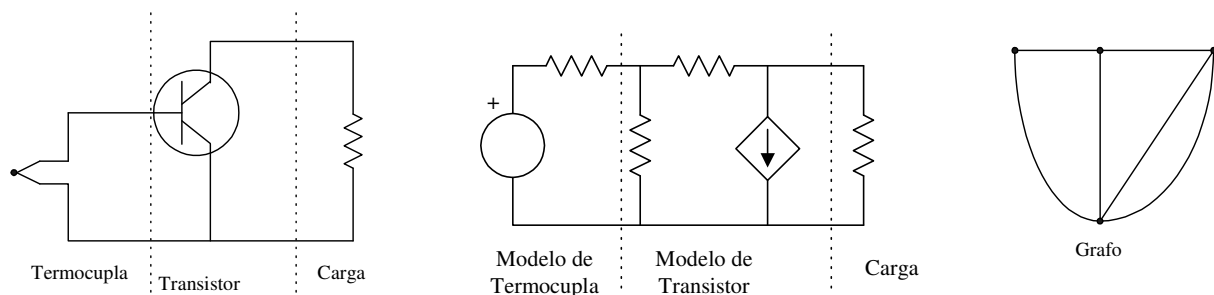 Termocupla
Transistor
Carga
+
Modelo de
Termocupla
Modelo de
Transistor
Carga
Grafo